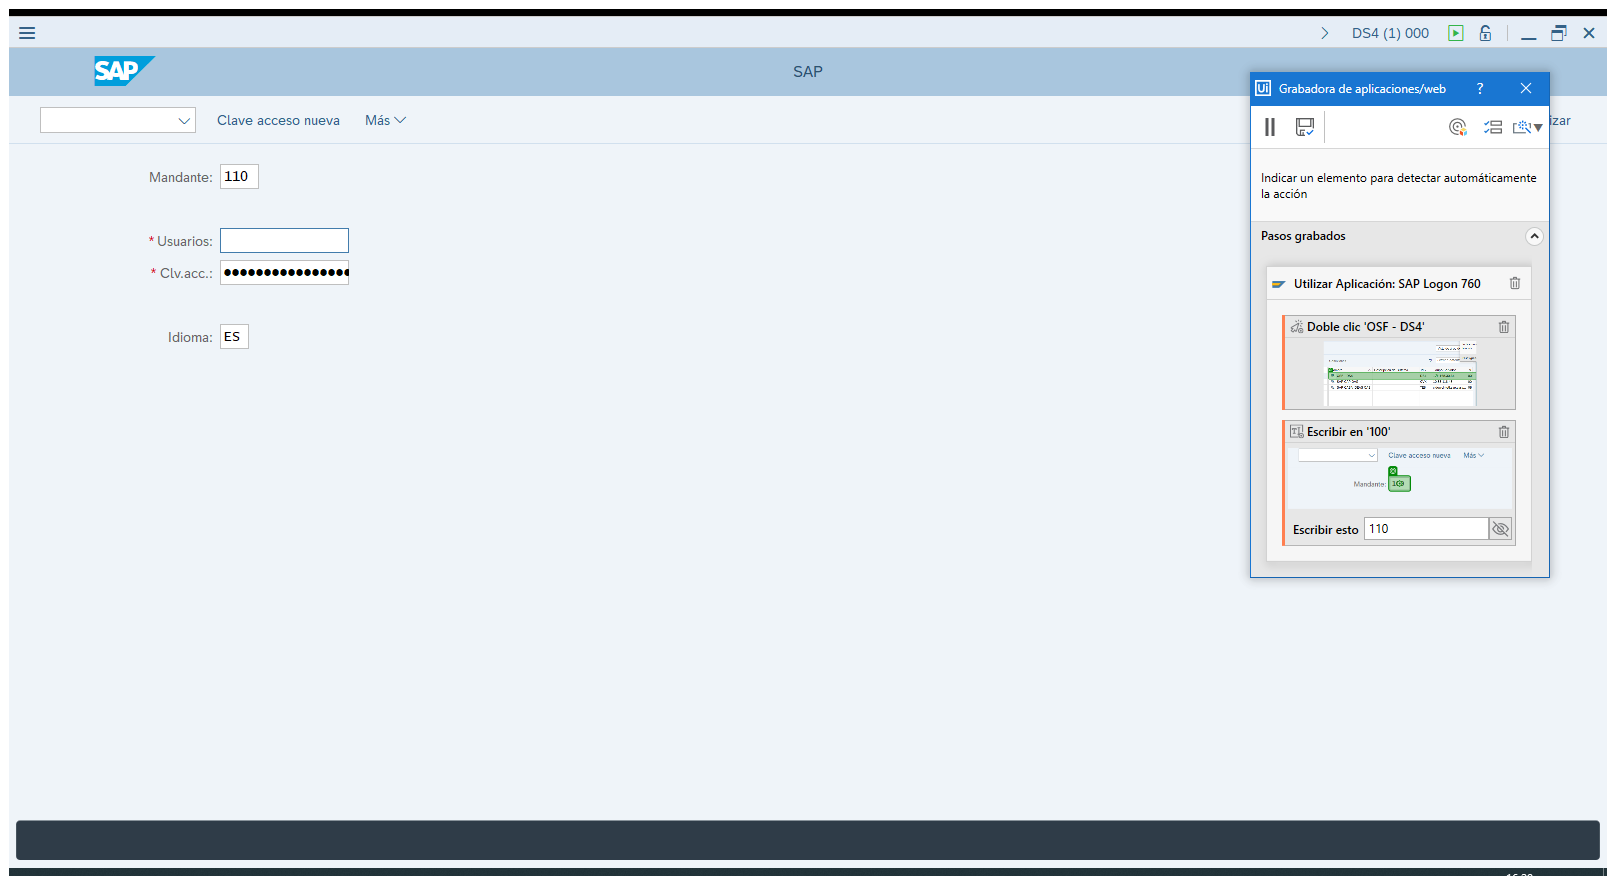 DS4 (1) 000
SAP
SAP
Clave acceso nueva
Más
izar
Mandante: 110
* Usuarios:
* Clv.acc.:
Idioma: ES
Ui Grabadora de aplicaciones/web ?
Indicar un elemento para detectar automáticamente
la acción
Pasos grabados
Utilizar Aplicación: SAP Logon 760
Doble clic 'OSF - DS4'
Escribir en '100'
Clave acceso nueva Más
Mandante:
Escribir esto 110